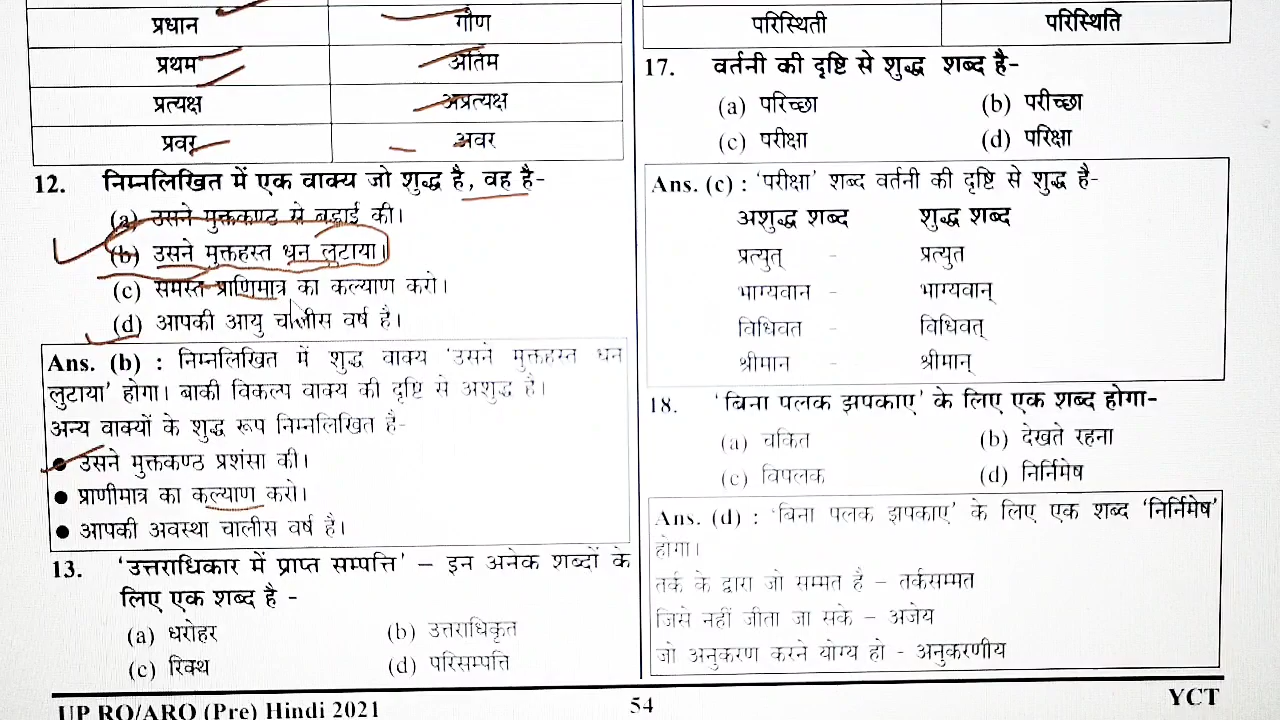 प्रधान गौण
प्रथम अंतिम
प्रत्यक्ष अप्रत्यक्ष
प्रवर अवर
12. निम्नलिखित में एक वाक्य जो शुद्ध है, वह है-
(a) उसने मुक्तकण्ठ से बड़ाई की।
(b) उसने मुक्तहस्त धन लुटाया।
(c) समस्त प्राणिमात्र का कल्याण करो।
(d) आपकी आयु चालीस वर्ष है।
Ans. (b) : निम्नलिखित में शुद्ध वाक्य 'उसने मुक्तहस्त धन
लुटाया' होगा। बाकी विकल्प वाक्य की दृष्टि से अशुद्ध है।
अन्य वाक्यों के शुद्ध रूप निम्नलिखित है-
● उसने मुक्तकण्ठ प्रशंसा की।
● प्राणीमात्र का कल्याण करो।
● आपकी अवस्था चालीस वर्ष है।
13. 'उत्तराधिकार में प्राप्त सम्पत्ति' – इन अनेक शब्दों के
लिए एक शब्द है -
(a) धरोहर (b) उत्तराधिकृत
(c) रिक्थ (d) परिसम्पत्ति
परिस्थिती परिस्थिति
17. वर्तनी की दृष्टि से शुद्ध शब्द है-
(a) परिच्छा (b) परीच्छा
(c) परीक्षा (d) परिक्षा
Ans. (c) : 'परीक्षा' शब्द वर्तनी की दृष्टि से शुद्ध है-
अशुद्ध शब्द शुद्ध शब्द
प्रत्युत् - प्रत्युत
भाग्यवान - भाग्यवान्
विधिवत - विधिवत्
श्रीमान - श्रीमान्
18. 'बिना पलक झपकाए' के लिए एक शब्द होगा-
(a) चकित (b) देखते रहना
(c) विपलक (d) निर्निमेष
Ans. (d) : 'बिना पलक झपकाए' के लिए एक शब्द 'निर्निमेष'
होगा।
तर्क के द्वारा जो सम्मत है – तर्कसम्मत
जिसे नहीं जीता जा सके – अजेय
जो अनुकरण करने योग्य हो - अनुकरणीय
UP RO/ARO (Pre) Hindi 2021 54 YCT